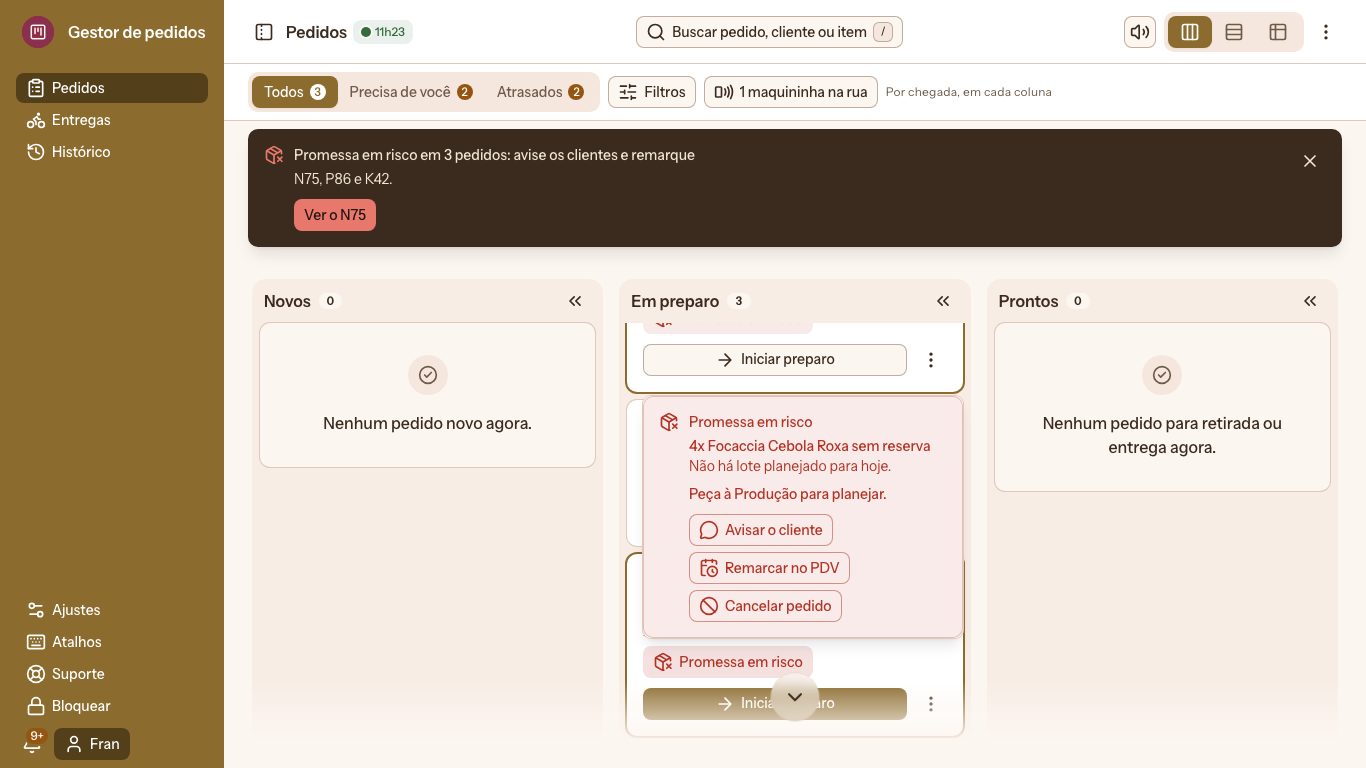 Gestor de pedidos
Pedidos
Entregas
Histórico
Ajustes
Atalhos
Suporte
Bloquear
9+
Fran
Pedidos
11h23
Buscar pedido, cliente ou item /
Todos 3
Precisa de você 2
Atrasados 2
Filtros
1 maquininha na rua
Por chegada, em cada coluna
Promessa em risco em 3 pedidos: avise os clientes e remarque
N75, P86 e K42.
Ver o N75
Novos 0
Nenhum pedido novo agora.
Em preparo 3
Iniciar preparo
Promessa em risco
4x Focaccia Cebola Roxa sem reserva
Não há lote planejado para hoje.
Peça à Produção para planejar.
Avisar o cliente
Remarcar no PDV
Cancelar pedido
Promessa em risco
Prontos 0
Nenhum pedido para retirada ou
entrega agora.